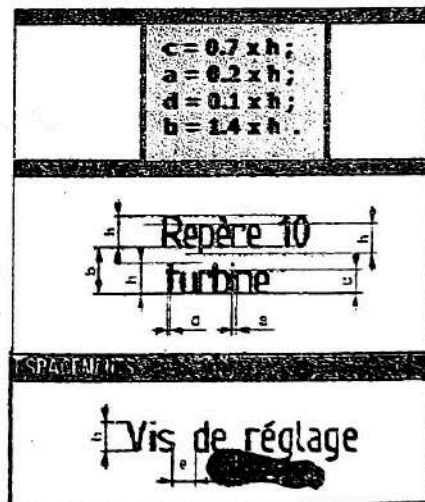 c = 0.7 x h ;
a = 0.2 x h ;
d = 0.1 x h ;
b = 1.4 x h .
h
Repère 10
h
b
h
turbine
c
d
a
ESPACEMENTS
h
Vis de réglage
e